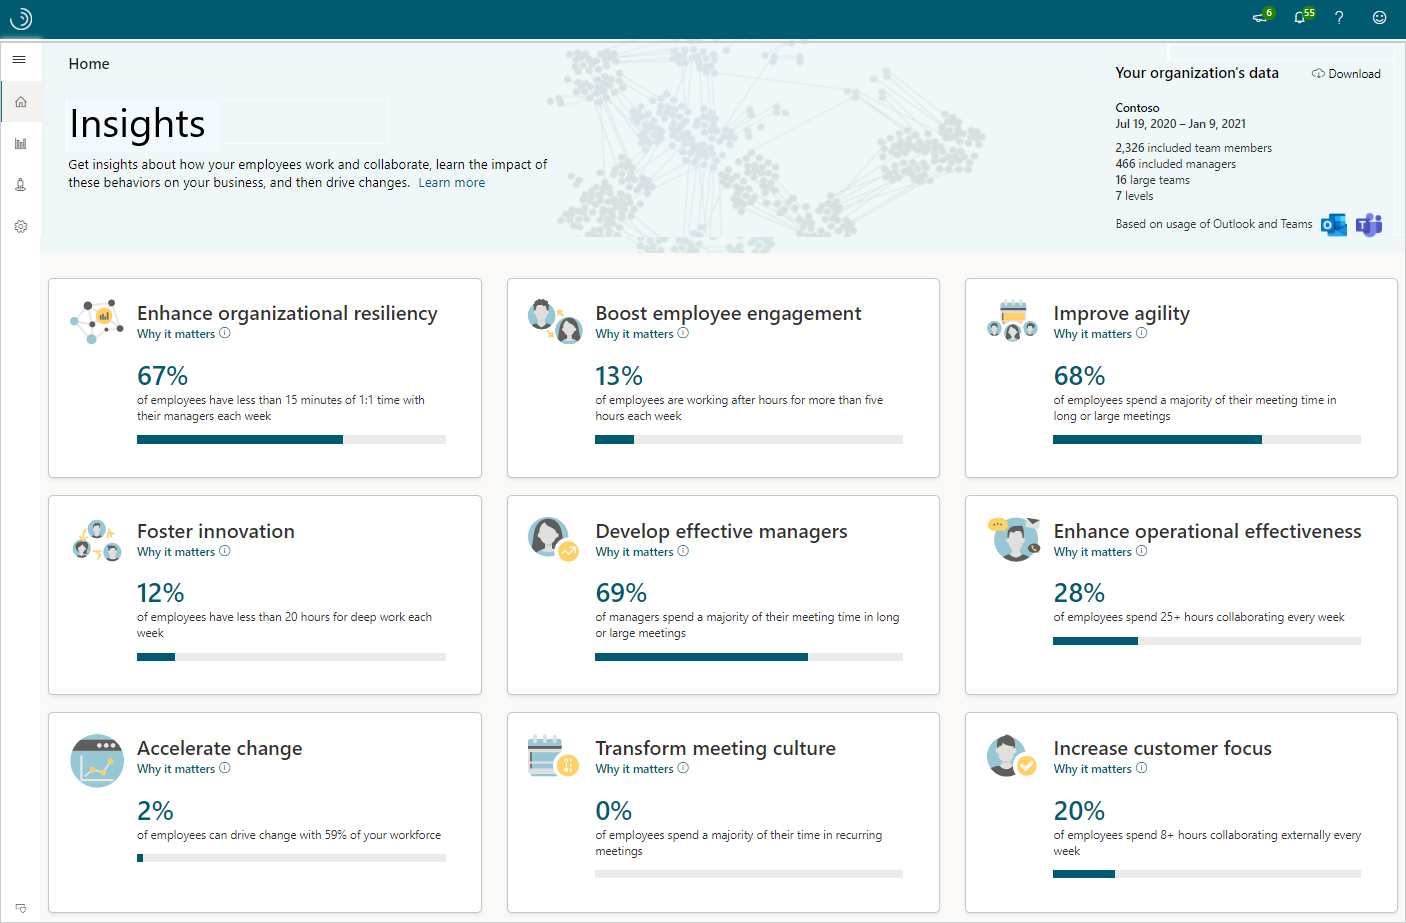 6
55
?
Home
Insights
Get insights about how your employees work and collaborate, learn the impact of
these behaviors on your business, and then drive changes. Learn more
Your organization's data
Download
Contoso
Jul 19, 2020 – Jan 9, 2021
2,326 included team members
466 included managers
16 large teams
7 levels
Based on usage of Outlook and Teams
Enhance organizational resiliency
Why it matters
67%
of employees have less than 15 minutes of 1:1 time with
their managers each week
Boost employee engagement
Why it matters
13%
of employees are working after hours for more than five
hours each week
Improve agility
Why it matters
68%
of employees spend a majority of their meeting time in
long or large meetings
Foster innovation
Why it matters
12%
of employees have less than 20 hours for deep work each
week
Develop effective managers
Why it matters
69%
of managers spend a majority of their meeting time in long
or large meetings
Enhance operational effectiveness
Why it matters
28%
of employees spend 25+ hours collaborating every week
Accelerate change
Why it matters
2%
of employees can drive change with 59% of your workforce
Transform meeting culture
Why it matters
0%
of employees spend a majority of their time in recurring
meetings
Increase customer focus
Why it matters
20%
of employees spend 8+ hours collaborating externally every
week